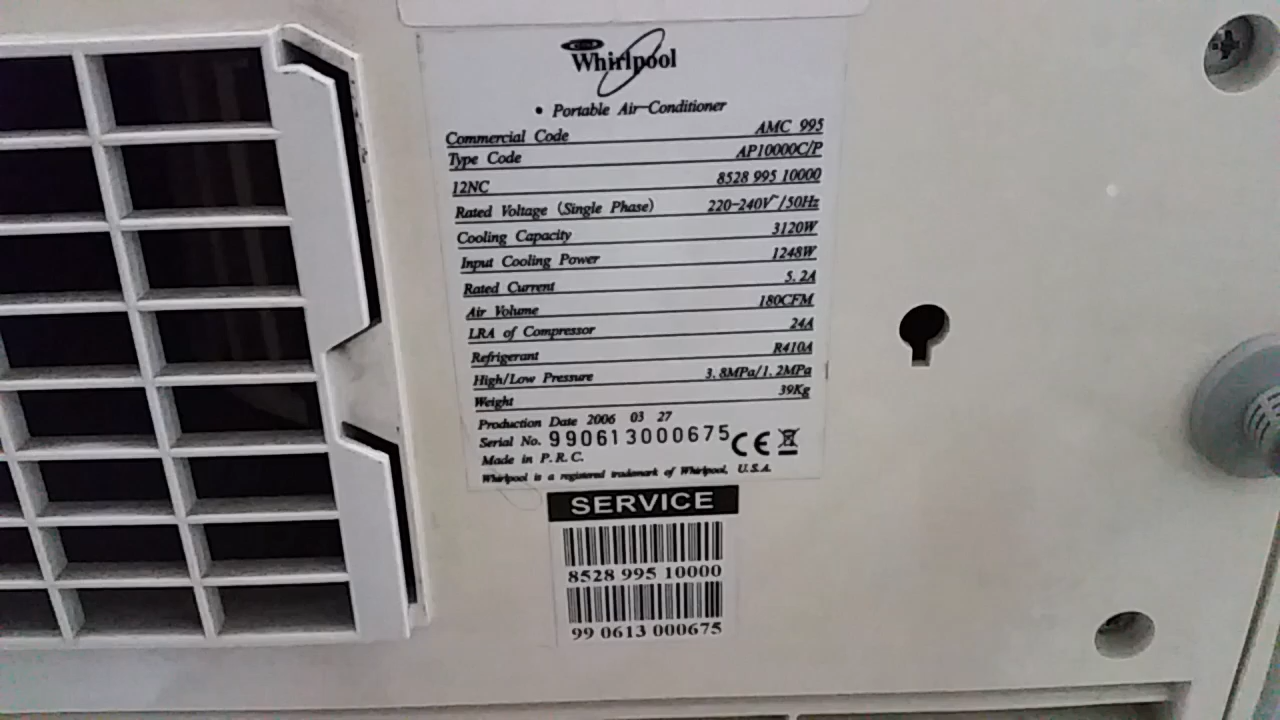 Whirlpool
• Portable Air-Conditioner
Commercial Code AMC 995
Type Code AP10000C/P
12NC 8528 995 10000
Rated Voltage (Single Phase) 220-240V~/50Hz
Cooling Capacity 3120W
Input Cooling Power 1248W
Rated Current 5.2A
Air Volume 180CFM
LRA of Compressor 24A
Refrigerant R410A
High/Low Pressure 3.8MPa/1.2MPa
Weight 39Kg
Production Date 2006 03 27
Serial No. 990613000675 CE
Made in P.R.C.
Whirlpool is a registered trademark of Whirlpool, U.S.A.
SERVICE
8528 995 10000
99 0613 000675